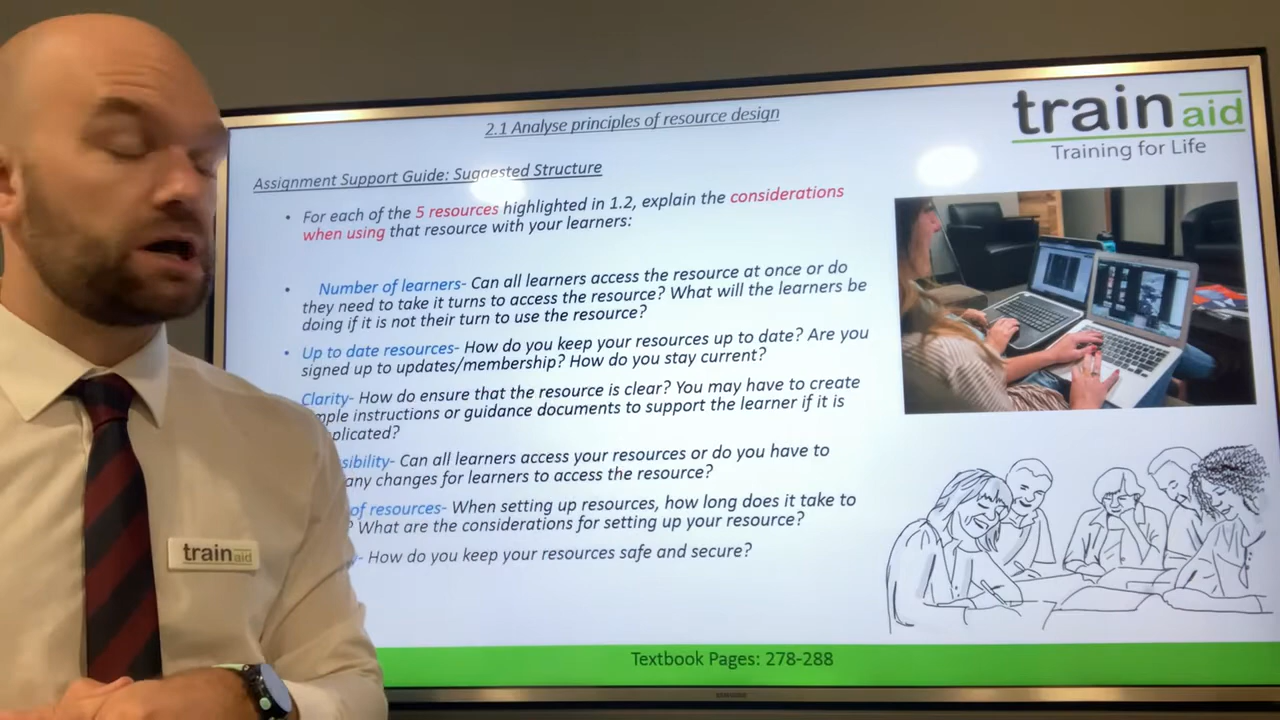 2.1 Analyse principles of resource design
train aid
Training for Life
Assignment Support Guide: Suggested Structure
• For each of the 5 resources highlighted in 1.2, explain the considerations
when using that resource with your learners:
• Number of learners- Can all learners access the resource at once or do
they need to take it turns to access the resource? What will the learners be
doing if it is not their turn to use the resource?
• Up to date resources- How do you keep your resources up to date? Are you
signed up to updates/membership? How do you stay current?
Clarity- How do ensure that the resource is clear? You may have to create
mple instructions or guidance documents to support the learner if it is
plicated?
sibility- Can all learners access your resources or do you have to
any changes for learners to access the resource?
of resources- When setting up resources, how long does it take to
? What are the considerations for setting up your resource?
- How do you keep your resources safe and secure?
train aid
Textbook Pages: 278-288
SAMSUNG